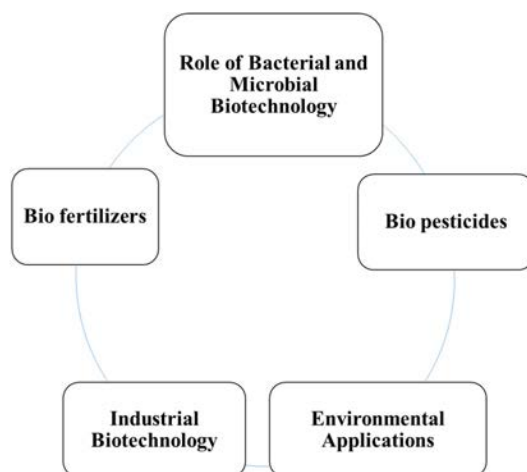 Role of Bacterial and
Microbial
Biotechnology
Bio fertilizers
Bio pesticides
Industrial
Biotechnology
Environmental
Applications